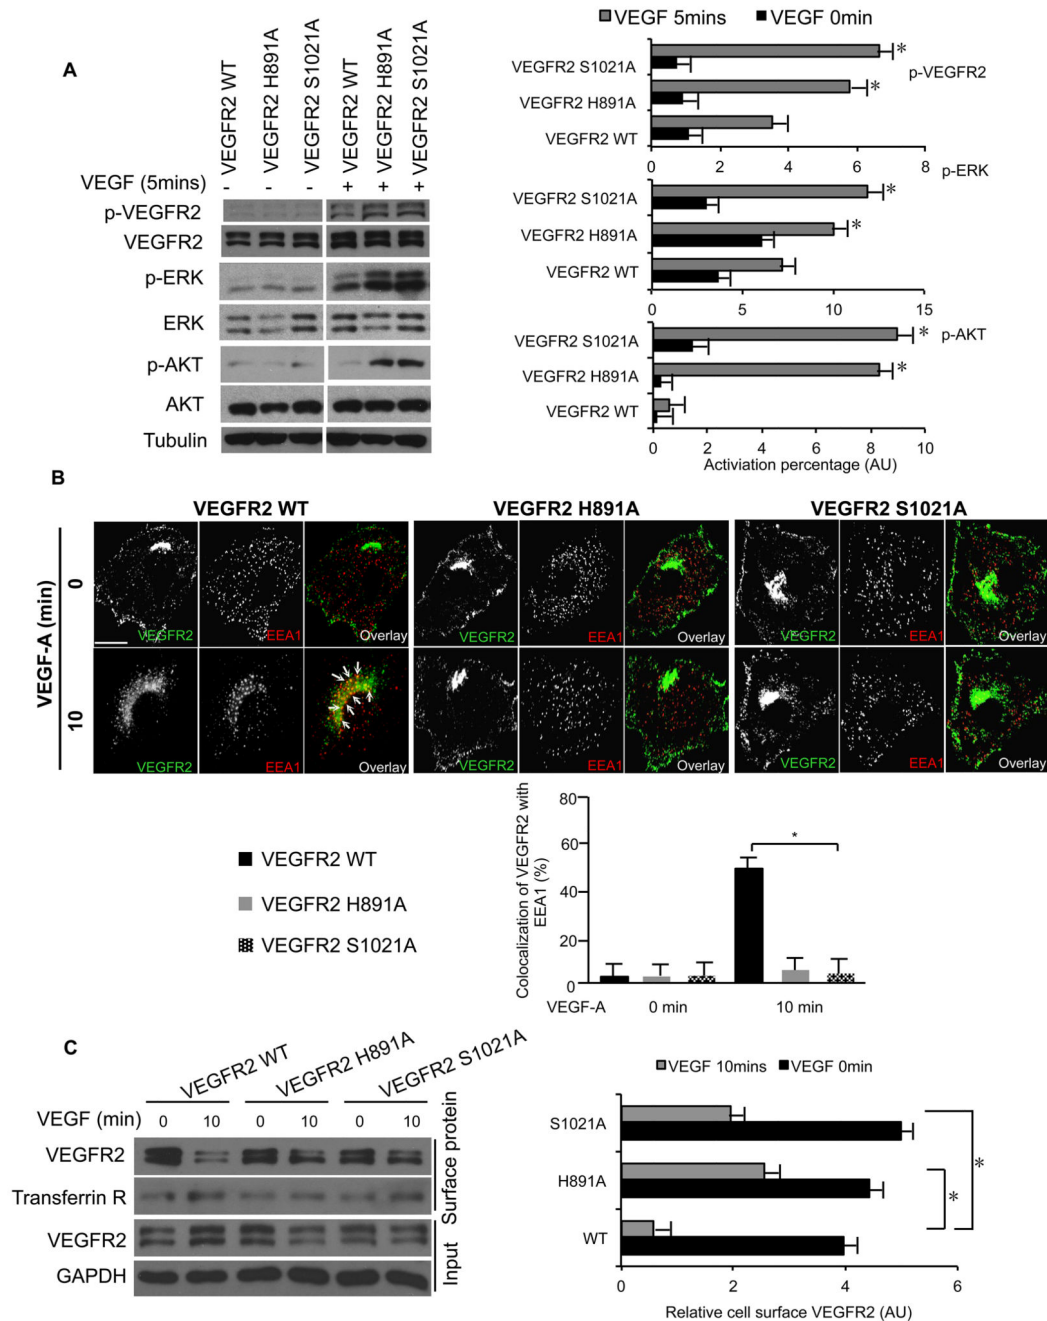 A
VEGFR2 WT
VEGFR2 H891A
VEGFR2 S1021A
VEGFR2 WT
VEGFR2 H891A
VEGFR2 S1021A
VEGF (5mins) - - - + + +
p-VEGFR2
VEGFR2
p-ERK
ERK
p-AKT
AKT
Tubulin
VEGF 5mins VEGF 0min
VEGFR2 S1021A
*
p-VEGFR2
VEGFR2 H891A
*
VEGFR2 WT
0 2 4 6 8
p-ERK
VEGFR2 S1021A
*
VEGFR2 H891A
*
VEGFR2 WT
0 5 10 15
VEGFR2 S1021A
*
p-AKT
VEGFR2 H891A
*
VEGFR2 WT
0 2 4 6 8 10
Activiation percentage (AU)
B
VEGFR2 WT VEGFR2 H891A VEGFR2 S1021A
VEGF-A (min)
0
VEGFR2 EEA1 Overlay VEGFR2 EEA1 Overlay VEGFR2 EEA1 Overlay
10
VEGFR2 EEA1 Overlay VEGFR2 EEA1 Overlay VEGFR2 EEA1 Overlay
VEGFR2 WT
VEGFR2 H891A
VEGFR2 S1021A
Colocalization of VEGFR2 with
EEA1 (%)
80
60
40
20
0
*
VEGF-A 0 min 10 min
C
VEGFR2 WT
VEGFR2 H891A
VEGFR2 S1021A
VEGF (min) 0 10 0 10 0 10
VEGFR2
Transferrin R
Surface protein
VEGFR2
GAPDH
Input
VEGF 10mins VEGF 0min
S1021A
H891A
WT
*
*
0 2 4 6
Relative cell surface VEGFR2 (AU)